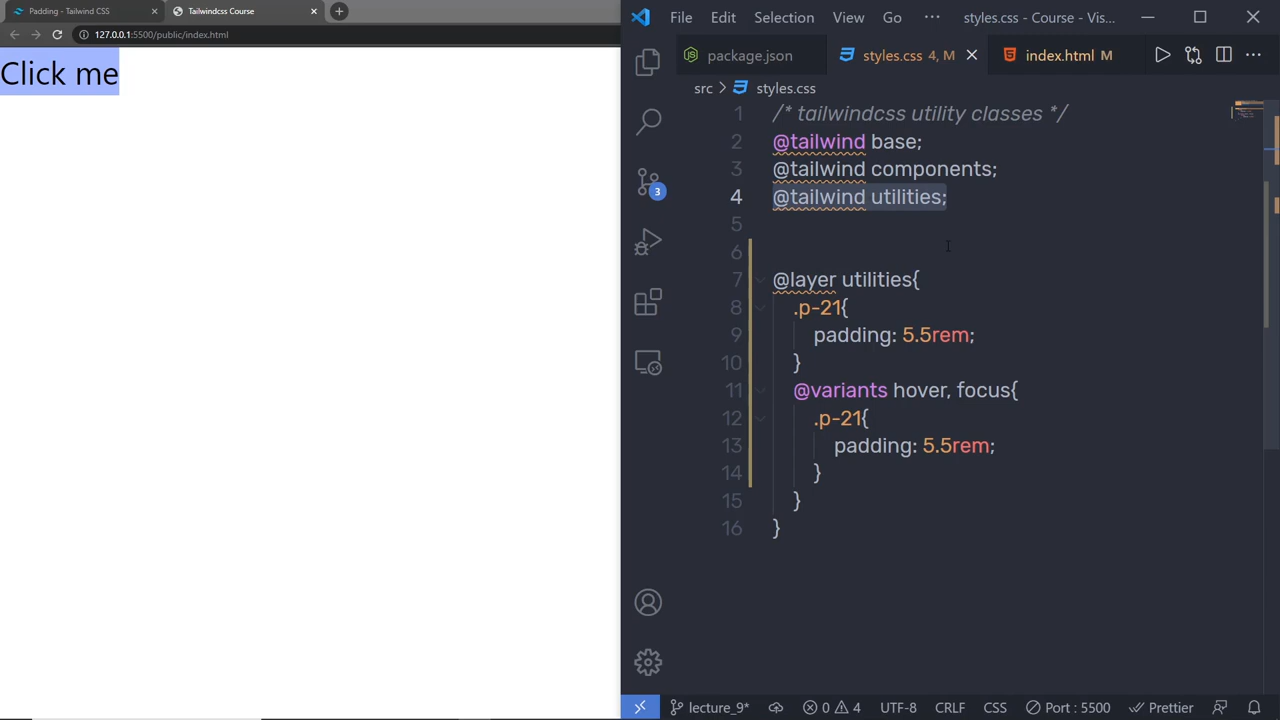 Padding - Tailwind CSS
Tailwindcss Course
127.0.0.1:5500/public/index.html
Click me
File Edit Selection View Go ··· styles.css - Course - Vis...
package.json styles.css 4, M index.html M
src > styles.css
1 /* tailwindcss utility classes */
2 @tailwind base;
3 @tailwind components;
4 @tailwind utilities;
5
6
7 @layer utilities{
8 .p-21{
9 padding: 5.5rem;
10 }
11 @variants hover, focus{
12 .p-21{
13 padding: 5.5rem;
14 }
15 }
16 }
3
lecture_9* 0 4 UTF-8 CRLF CSS Port : 5500 Prettier